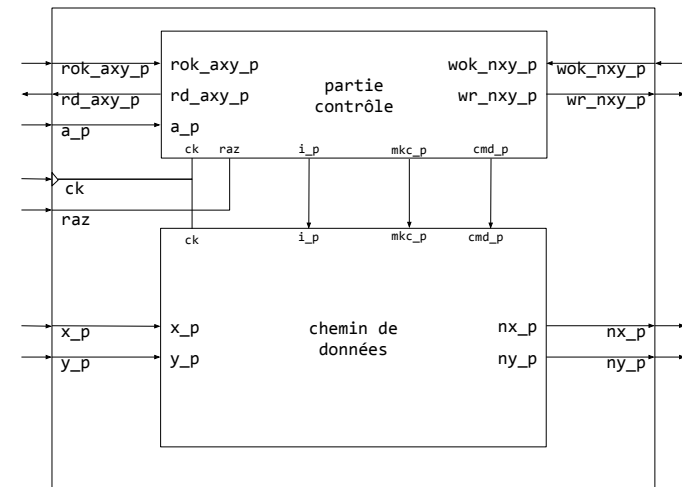 rok_axy_p rok_axy_p wok_nxy_p wok_nxy_p
partie
contrôle
rd_axy_p rd_axy_p wr_nxy_p wr_nxy_p
a_p a_p
ck raz i_p mkc_p cmd_p
ck
raz
ck i_p mkc_p cmd_p
x_p x_p chemin de nx_p nx_p
données
y_p y_p ny_p ny_p